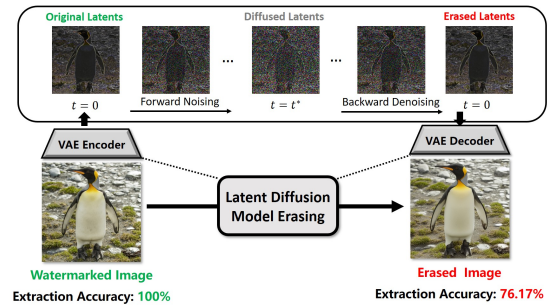 Original Latents
Diffused Latents
Erased Latents
... ...
t = 0
Forward Noising
t = t*
Backward Denoising
t = 0
VAE Encoder
VAE Decoder
Latent Diffusion
Model Erasing
Watermarked Image
Erased Image
Extraction Accuracy: 100%
Extraction Accuracy: 76.17%